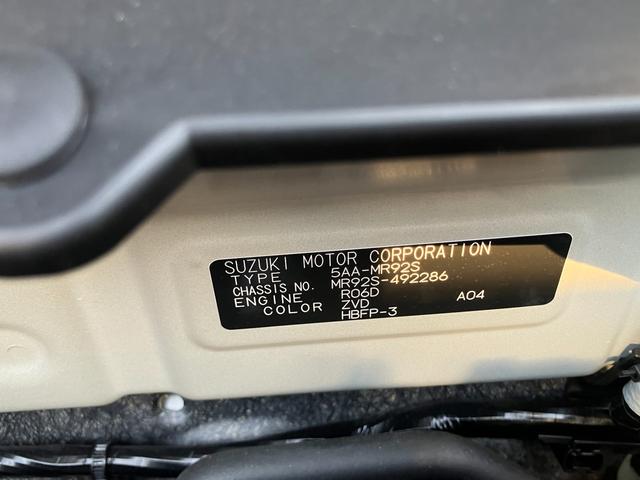 SUZUKI MOTOR CORPORATION
TYPE 5AA-MR92S
CHASSIS NO. MR92S-492286
ENGINE R06D
COLOR ZVD A04
HBFP-3